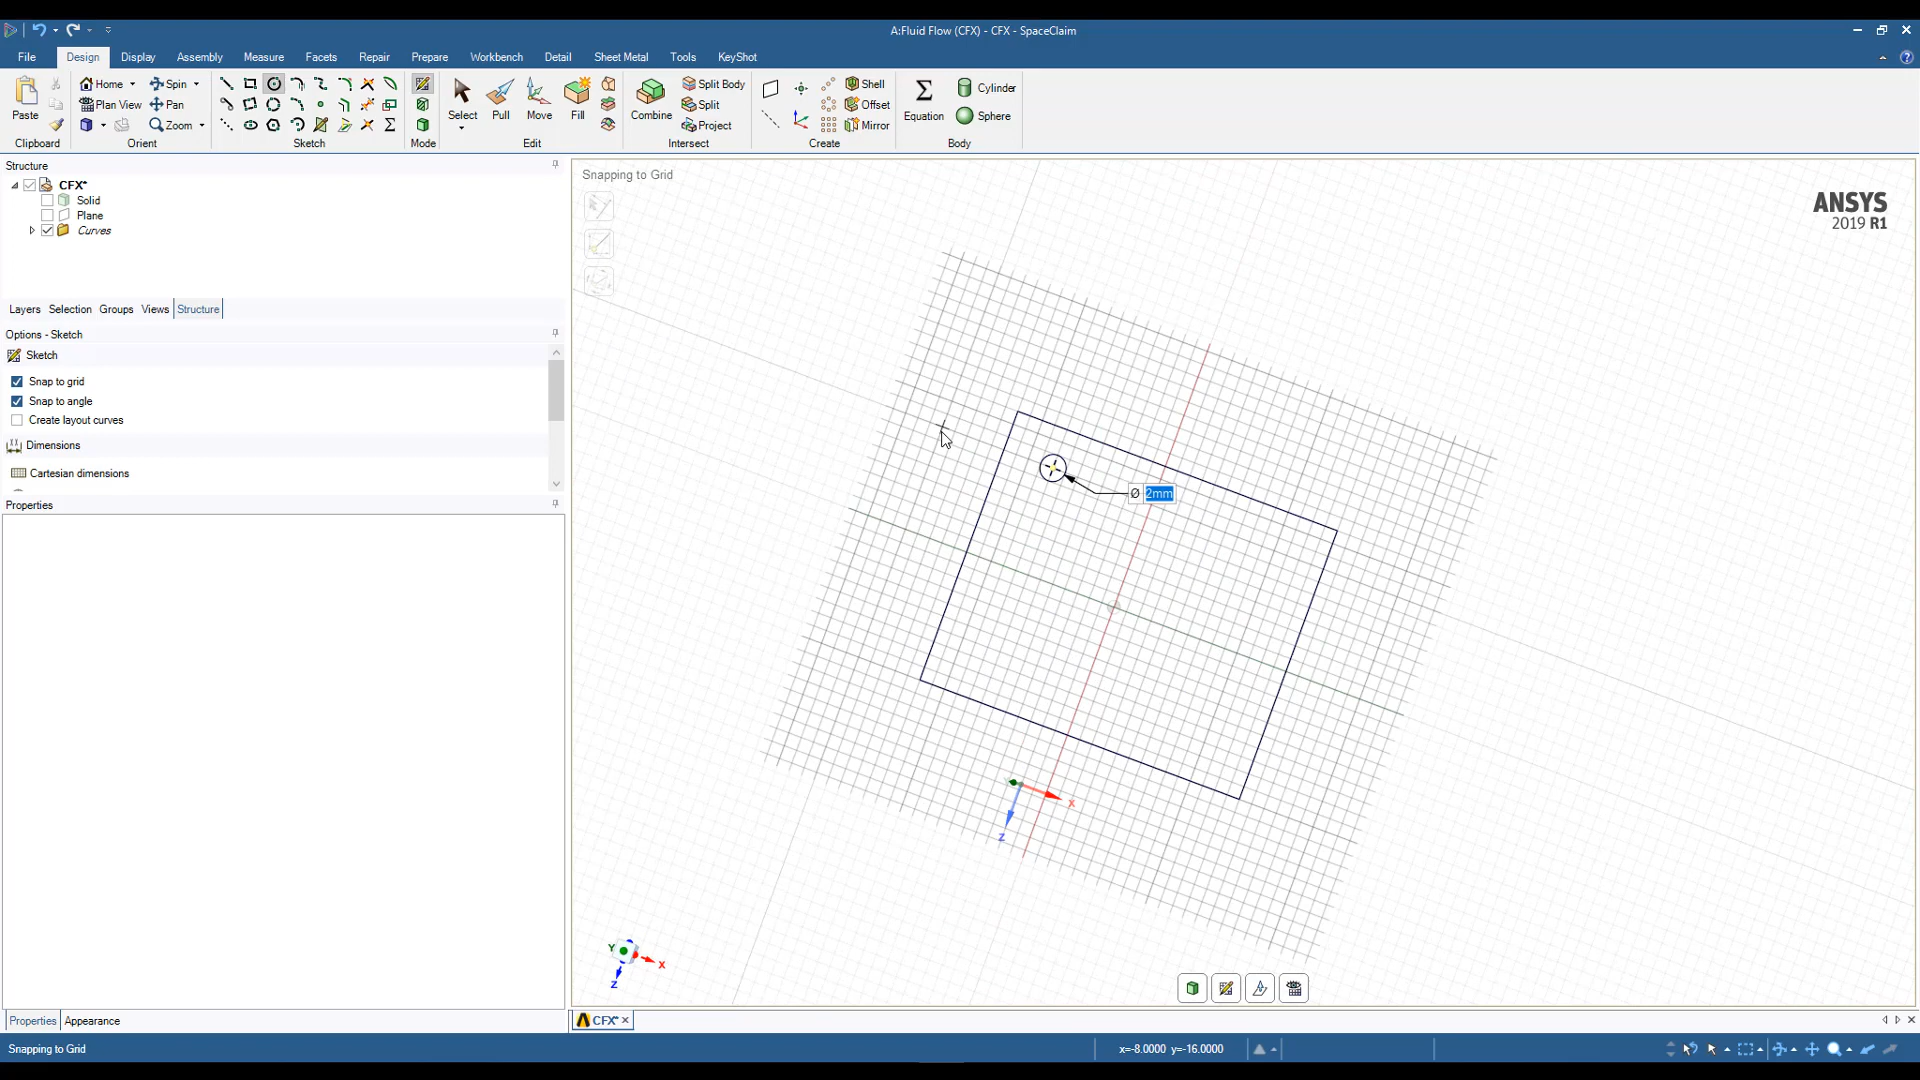 A:Fluid Flow (CFX) - CFX - SpaceClaim
File Design Display Assembly Measure Facets Repair Prepare Workbench Detail Sheet Metal Tools KeyShot
Paste
Clipboard
Home Spin
Plan View Pan
Zoom
Orient
Sketch
Mode
Select Pull Move Fill
Edit
Combine
Split Body
Split
Project
Intersect
Shell
Offset
Mirror
Create
Equation
Cylinder
Sphere
Body
Structure
CFX*
Solid
Plane
Curves
Layers Selection Groups Views Structure
Options - Sketch
Sketch
Snap to grid
Snap to angle
Create layout curves
Dimensions
Cartesian dimensions
Properties
Properties Appearance
Snapping to Grid
ANSYS
2019 R1
Ø 2mm
X
Z
Y
X
Z
CFX*
Snapping to Grid
x=-8.0000 y=-16.0000